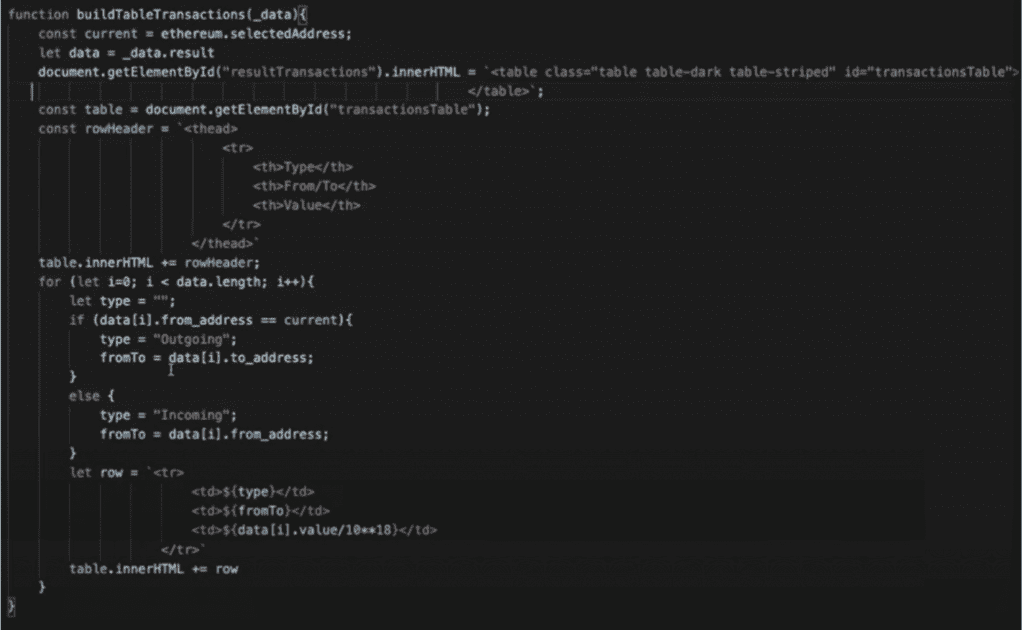 function buildTableTransactions(_data){
    const current = ethereum.selectedAddress;
    let data = _data.result
    document.getElementById("resultTransactions").innerHTML = `<table class="table table-dark table-striped" id="transactionsTable">
                                                        </table>`;
    const table = document.getElementById("transactionsTable");
    const rowHeader = `<thead>
                            <tr>
                                <th>Type</th>
                                <th>From/To</th>
                                <th>Value</th>
                            </tr>
                        </thead>`
    table.innerHTML += rowHeader;
    for (let i=0; i < data.length; i++){
        let type = "";
        if (data[i].from_address == current){
            type = "Outgoing";
            fromTo = data[i].to_address;
        }
        else {
            type = "Incoming";
            fromTo = data[i].from_address;
        }
        let row = `<tr>
                        <td>${type}</td>
                        <td>${fromTo}</td>
                        <td>${data[i].value/10**18}</td>
                    </tr>`
        table.innerHTML += row
    }
}